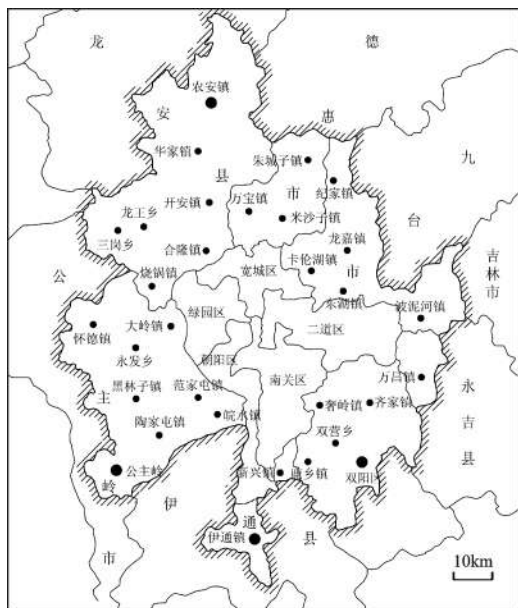 龙
德
农安镇
安
惠
华家镇
朱城子镇
九
县
市
纪家镇
开安镇
万宝镇
台
龙王乡
米沙子镇
三岗乡
龙嘉镇
合隆镇
宽城区
卡伦湖镇
市
公
吉林市
烧锅镇
东湖镇
绿园区
波泥河镇
怀德镇
大岭镇
二道区
永发乡
朝阳区
万昌镇
永吉县
主
黑林子镇
范家屯镇
南关区
奢岭镇
齐家镇
皖水镇
陶家屯镇
双营乡
公主岭
新兴镇
乡镇
双阳区
岭
伊
通
县
伊通镇
市
10km